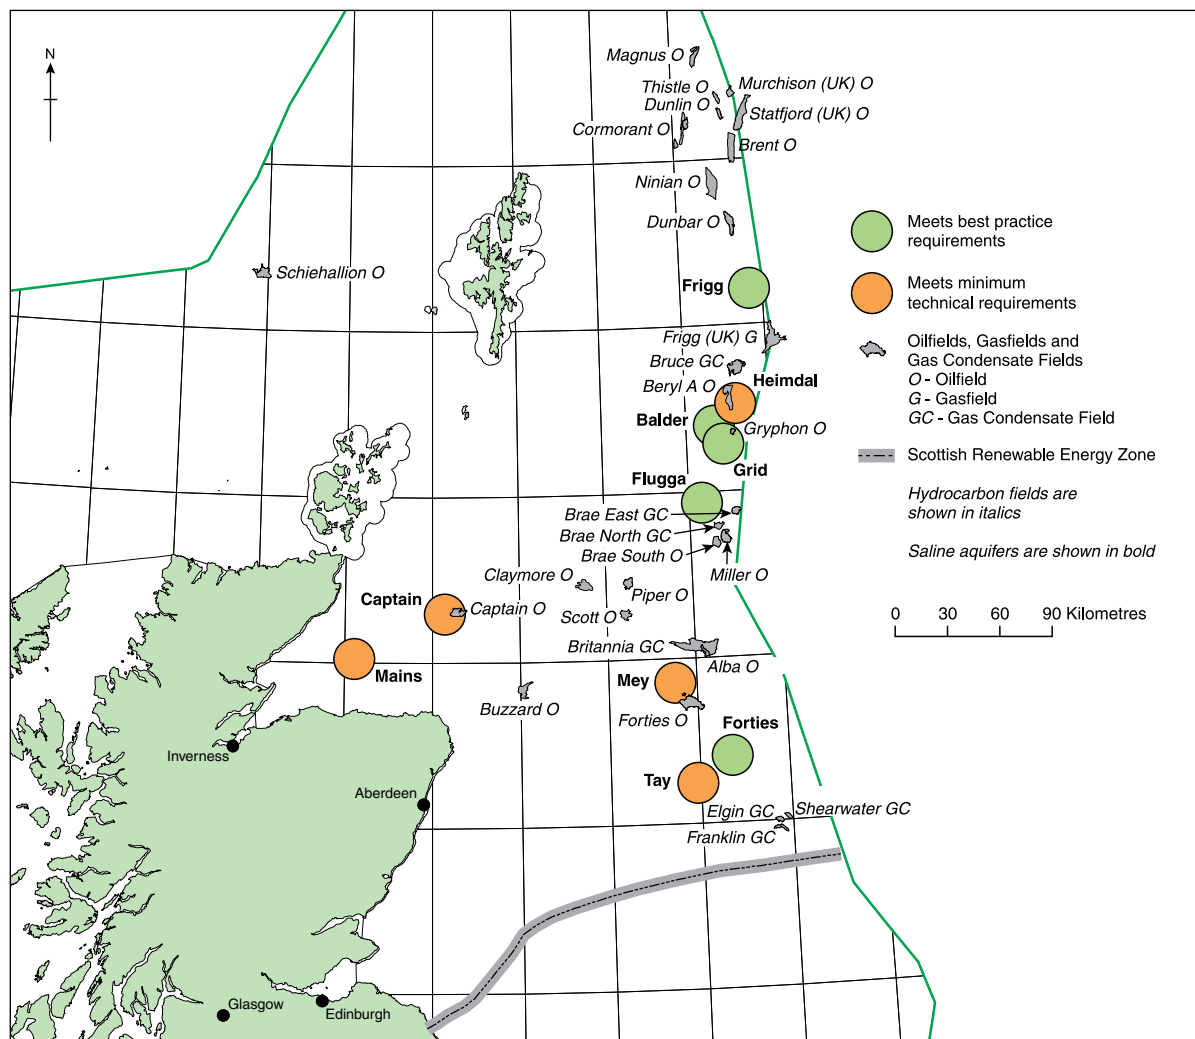 N
Magnus O
Thistle O
Murchison (UK) O
Dunlin O
Statfjord (UK) O
Cormorant O
Brent O
Ninian O
Dunbar O
Schiehallion O
Frigg
Frigg (UK) G
Bruce GC
Heimdal
Beryl A O
Balder
Gryphon O
Grid
Flugga
Brae East GC
Brae North GC
Brae South O
Miller O
Claymore O
Piper O
Captain
Captain O
Scott O
Britannia GC
Alba O
Mains
Mey
Buzzard O
Forties O
Forties
Inverness
Tay
Aberdeen
Elgin GC
Shearwater GC
Franklin GC
Glasgow
Edinburgh
Meets best practice
requirements
Meets minimum
technical requirements
Oilfields, Gasfields and
Gas Condensate Fields
O - Oilfield
G - Gasfield
GC - Gas Condensate Field
Scottish Renewable Energy Zone
Hydrocarbon fields are
shown in italics
Saline aquifers are shown in bold
0 30 60 90 Kilometres